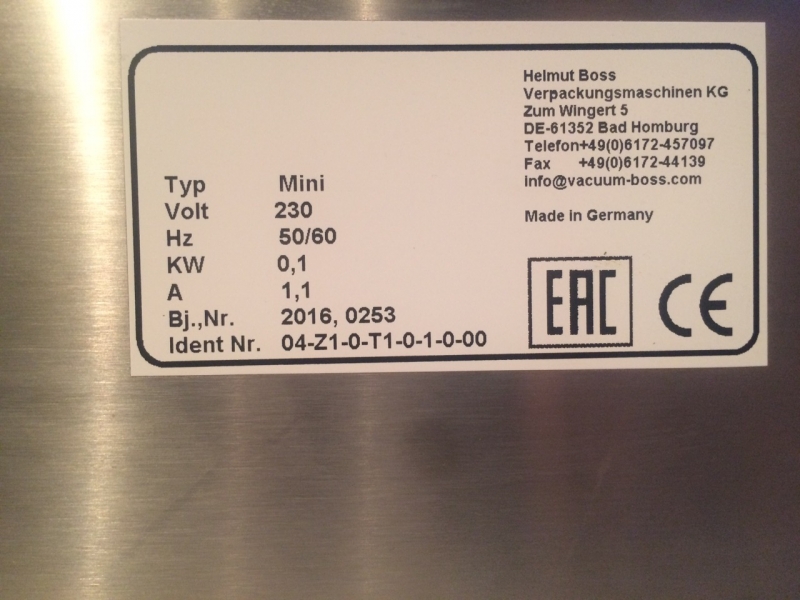 Helmut Boss
Verpackungsmaschinen KG
Zum Wingert 5
DE-61352 Bad Homburg
Telefon+49(0)6172-457097
Fax +49(0)6172-44139
info@vacuum-boss.com
Made in Germany
Typ Mini
Volt 230
Hz 50/60
KW 0,1
A 1,1
Bj.,Nr. 2016, 0253
Ident Nr. 04-Z1-0-T1-0-1-0-00
EAC CE